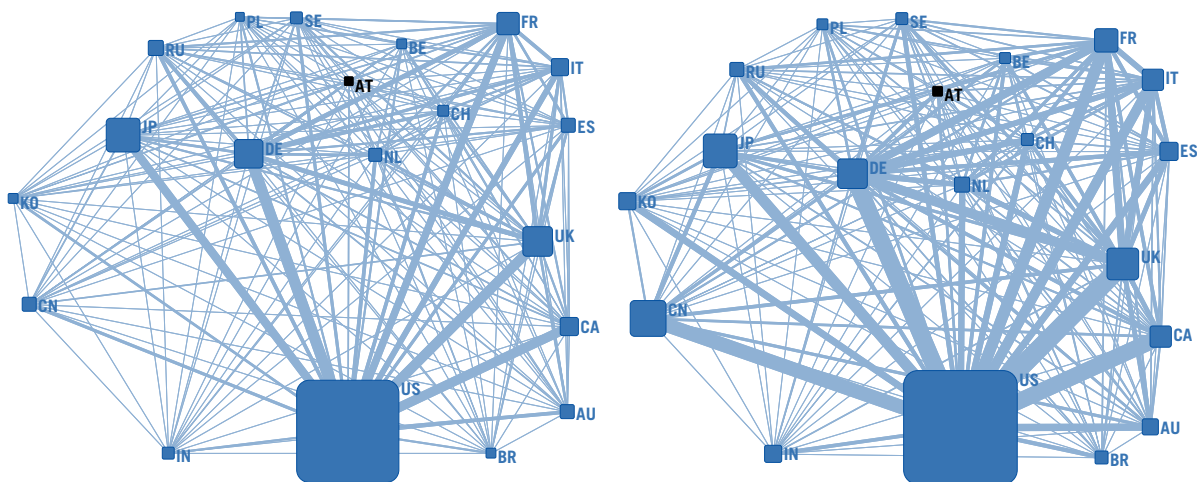 PL
SE
FR
RU
BE
IT
AT
CH
ES
JP
DE
NL
KO
UK
CN
CA
US
AU
IN
BR
PL
SE
FR
RU
BE
IT
AT
CH
ES
JP
DE
NL
KO
UK
CN
CA
US
AU
IN
BR